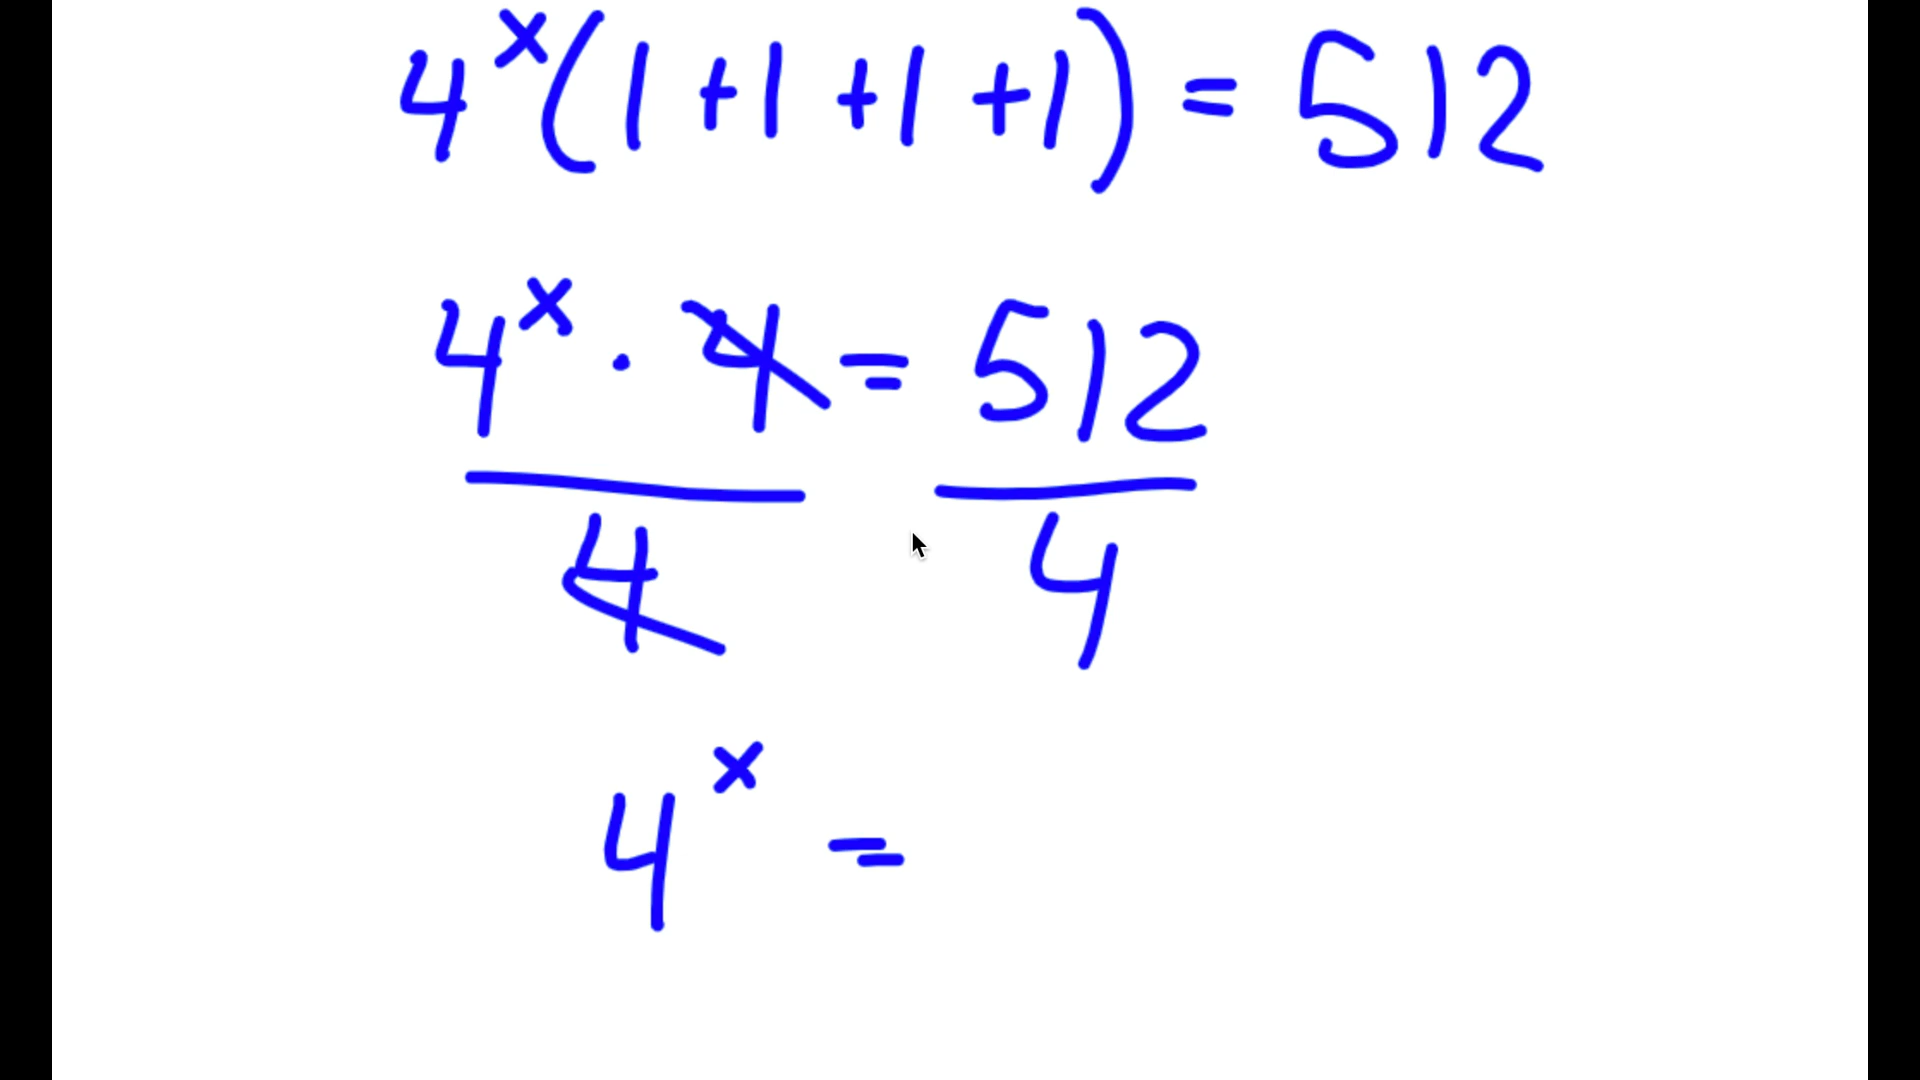 4^x(1 + 1 + 1 + 1) = 512
4^x · 4 = 512
4 4
4^x =